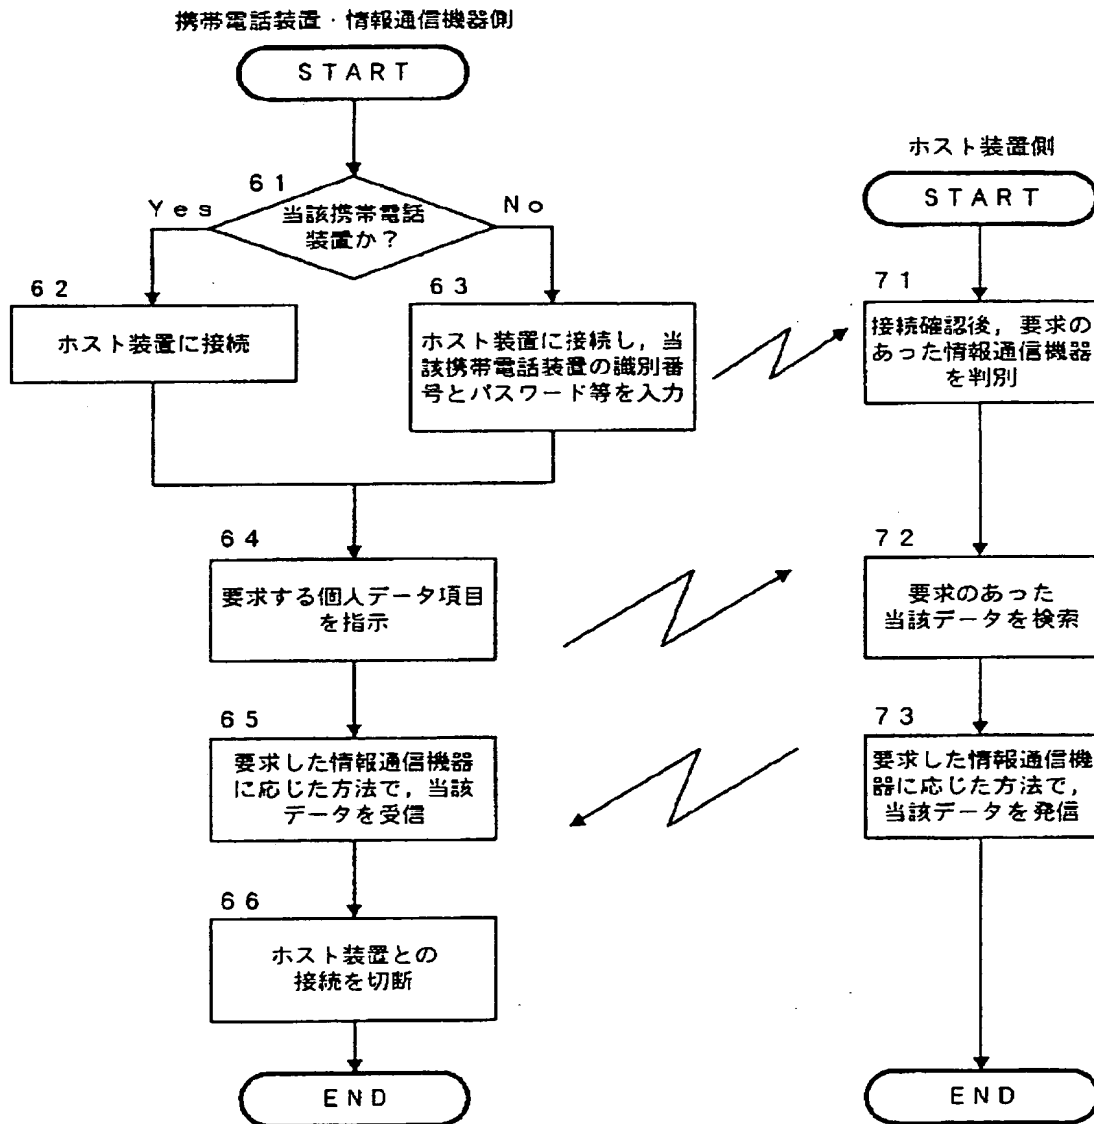 携帯電話装置・情報通信機器側
START
61
当該携帯電話
装置か？
Yes
No
62
ホスト装置に接続
63
ホスト装置に接続し，当
該携帯電話装置の識別番
号とパスワード等を入力
64
要求する個人データ項目
を指示
65
要求した情報通信機器
に応じた方法で，当該
データを受信
66
ホスト装置との
接続を切断
END
ホスト装置側
START
71
接続確認後，要求の
あった情報通信機器
を判別
72
要求のあった
当該データを検索
73
要求した情報通信機
器に応じた方法で，
当該データを発信
END